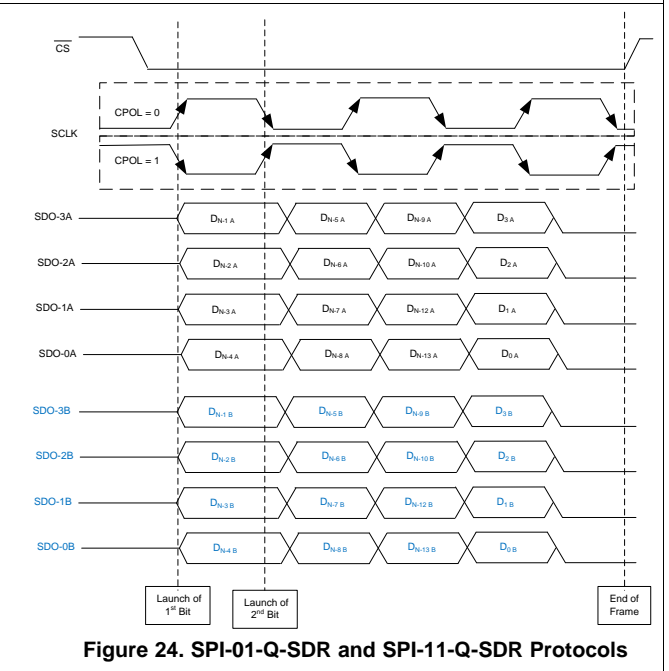 CS
CPOL = 0
SCLK
CPOL = 1
SDO-3A DN-1 A DN-5 A DN-9 A D3 A
SDO-2A DN-2 A DN-6 A DN-10 A D2 A
SDO-1A DN-3 A DN-7 A DN-12 A D1 A
SDO-0A DN-4 A DN-8 A DN-13 A D0 A
SDO-3B DN-1 B DN-5 B DN-9 B D3 B
SDO-2B DN-2 B DN-6 B DN-10 B D2 B
SDO-1B DN-3 B DN-7 B DN-12 B D1 B
SDO-0B DN-4 B DN-8 B DN-13 B D0 B
Launch of
1st Bit
Launch of
2nd Bit
End of
Frame
Figure 24. SPI-01-Q-SDR and SPI-11-Q-SDR Protocols